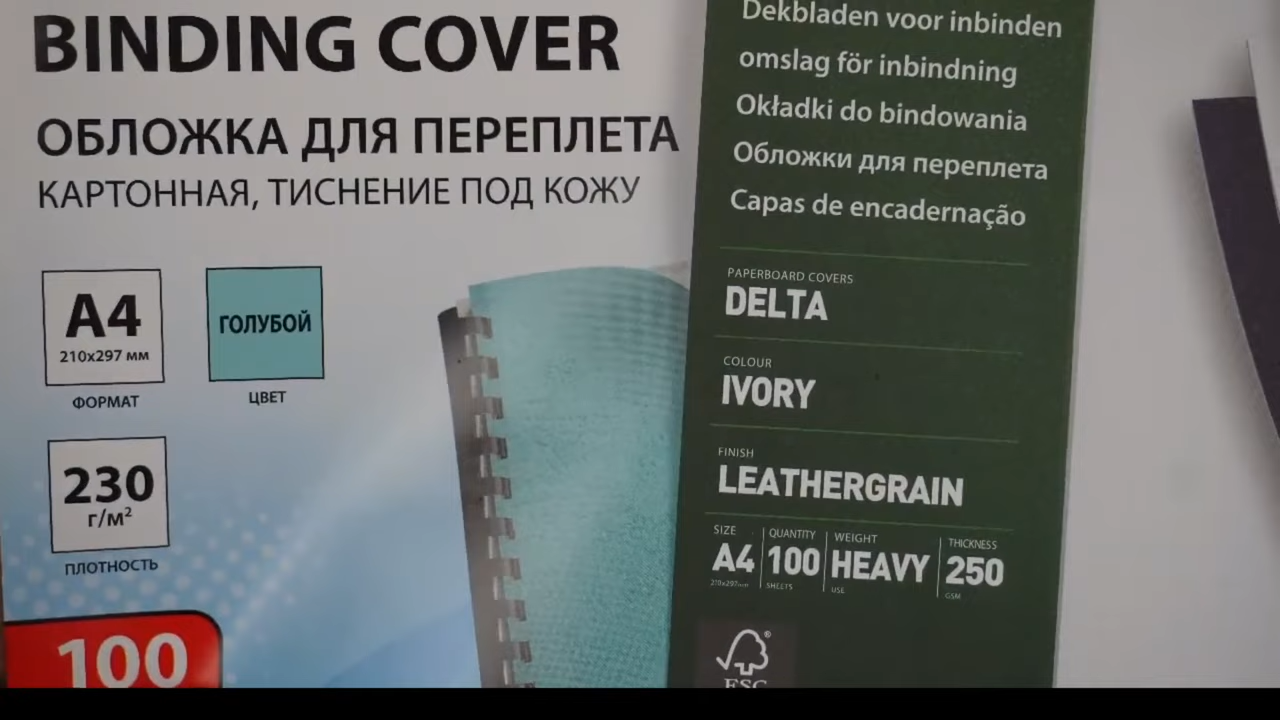 BINDING COVER
ОБЛОЖКА ДЛЯ ПЕРЕПЛЕТА
КАРТОННАЯ, ТИСНЕНИЕ ПОД КОЖУ
A4
210x297 мм
ФОРМАТ
ГОЛУБОЙ
ЦВЕТ
230
г/м²
ПЛОТНОСТЬ
100
Dekbladen voor inbinden
omslag för inbindning
Okładki do bindowania
Обложки для переплета
Capas de encadernação
PAPERBOARD COVERS
DELTA
COLOUR
IVORY
FINISH
LEATHERGRAIN
SIZE QUANTITY WEIGHT THICKNESS
A4 100 HEAVY 250
210x297mm SHEETS USE GSM
FSC